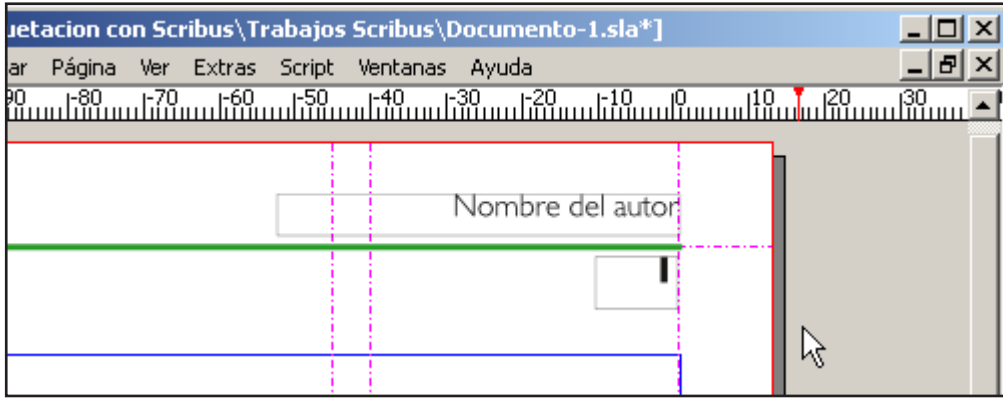 uetacion con Scribus\Trabajos Scribus\Documento-1.sla*]
ar Página Ver Extras Script Ventanas Ayuda
90 -80 -70 -60 -50 -40 -30 -20 -10 0 10 20 30
Nombre del autor